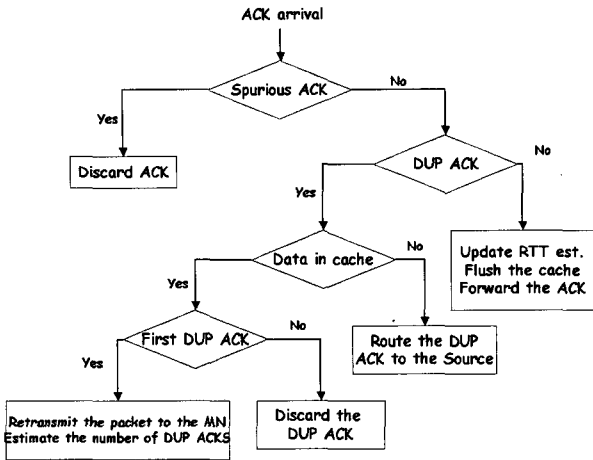 ACK arrival
Spurious ACK
No
Yes
Discard ACK
DUP ACK
No
Yes
Update RTT est.
Flush the cache
Forward the ACK
Data in cache
No
Yes
Route the DUP
ACK to the Source
First DUP ACK
No
Yes
Retransmit the packet to the MN
Estimate the number of DUP ACKS
Discard the
DUP ACK